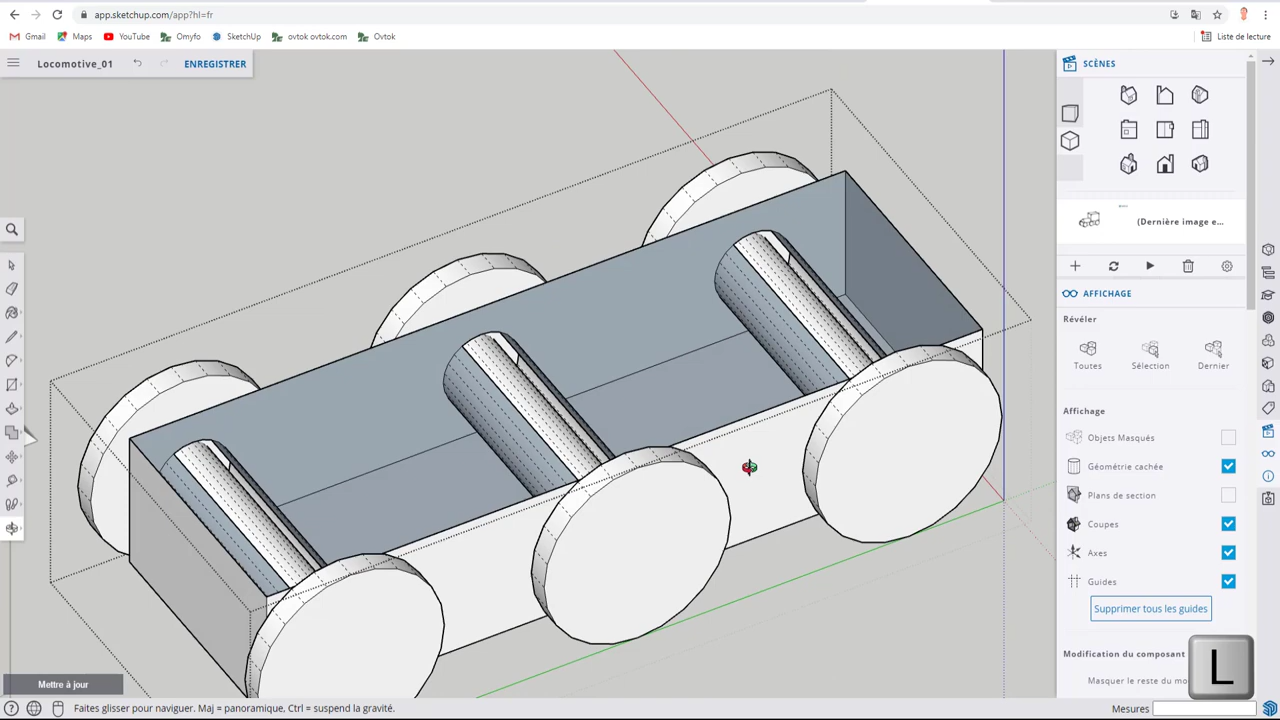 app.sketchup.com/app?hl=fr
Gmail
Maps
YouTube
Omyfo
SketchUp
ovtok ovtok.com
Ovtok
Liste de lecture
Locomotive_01
ENREGISTRER
SCÈNES
(Dernière image e...
AFFICHAGE
Révéler
Toutes
Sélection
Dernier
Affichage
Objets Masqués
Géométrie cachée
Plans de section
Coupes
Axes
Guides
Supprimer tous les guides
Modification du composant
Masquer le reste du mo
L
Mettre à jour
Faites glisser pour naviguer. Maj = panoramique, Ctrl = suspend la gravité.
Mesures